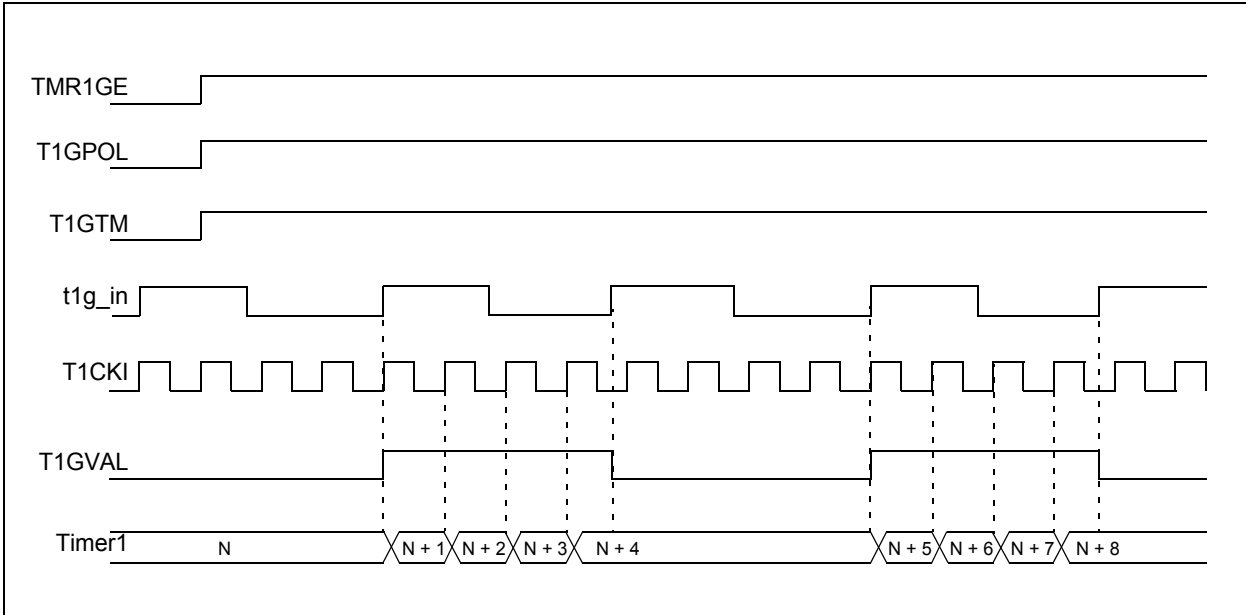 TMR1GE
T1GPOL
T1GTM
t1g_in
T1CKI
T1GVAL
Timer1 N N + 1 N + 2 N + 3 N + 4 N + 5 N + 6 N + 7 N + 8